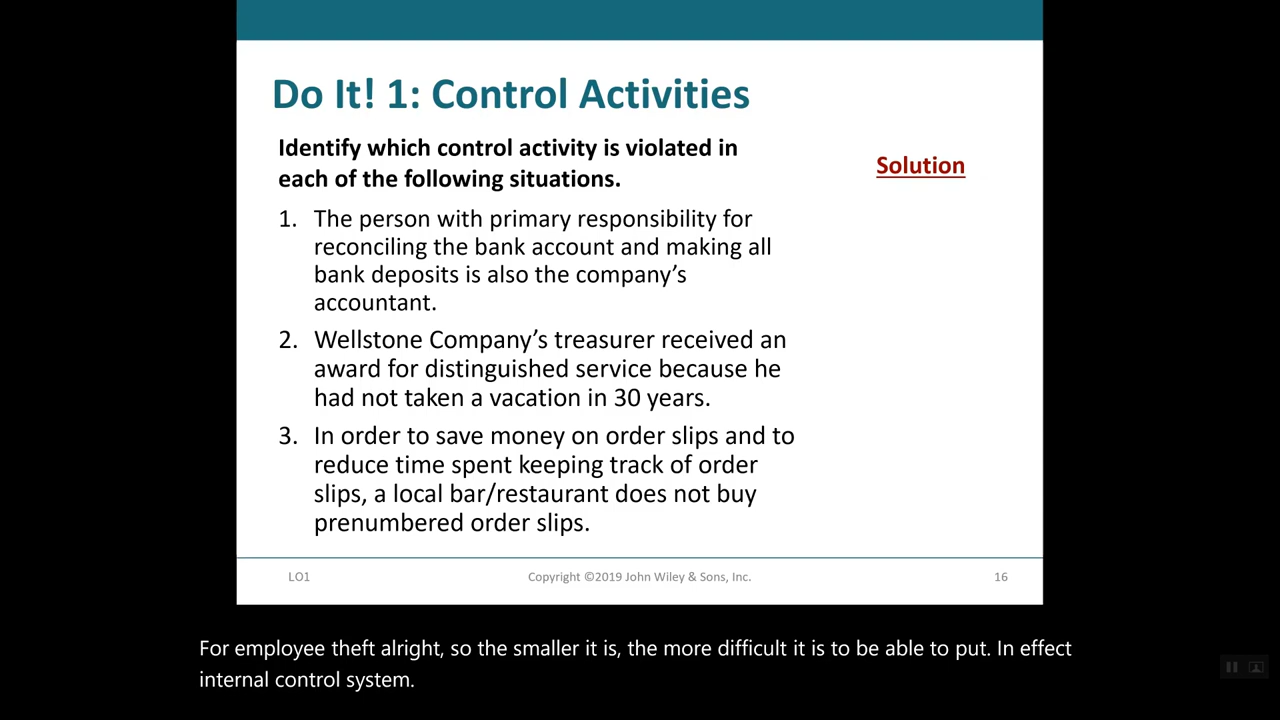 Do It! 1: Control Activities
Identify which control activity is violated in
each of the following situations.
Solution
1. The person with primary responsibility for
reconciling the bank account and making all
bank deposits is also the company’s
accountant.
2. Wellstone Company’s treasurer received an
award for distinguished service because he
had not taken a vacation in 30 years.
3. In order to save money on order slips and to
reduce time spent keeping track of order
slips, a local bar/restaurant does not buy
prenumbered order slips.
LO1
Copyright ©2019 John Wiley & Sons, Inc.
16
For employee theft alright, so the smaller it is, the more difficult it is to be able to put. In effect
internal control system.